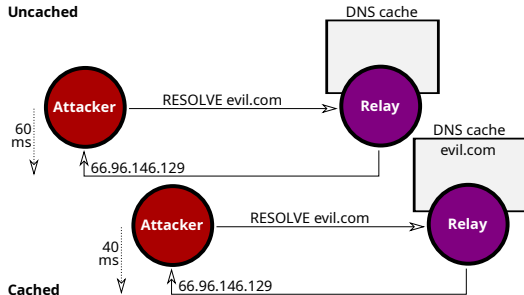 Uncached
DNS cache
Attacker
RESOLVE evil.com
Relay
60
ms
66.96.146.129
DNS cache
evil.com
Attacker
RESOLVE evil.com
Relay
40
ms
66.96.146.129
Cached